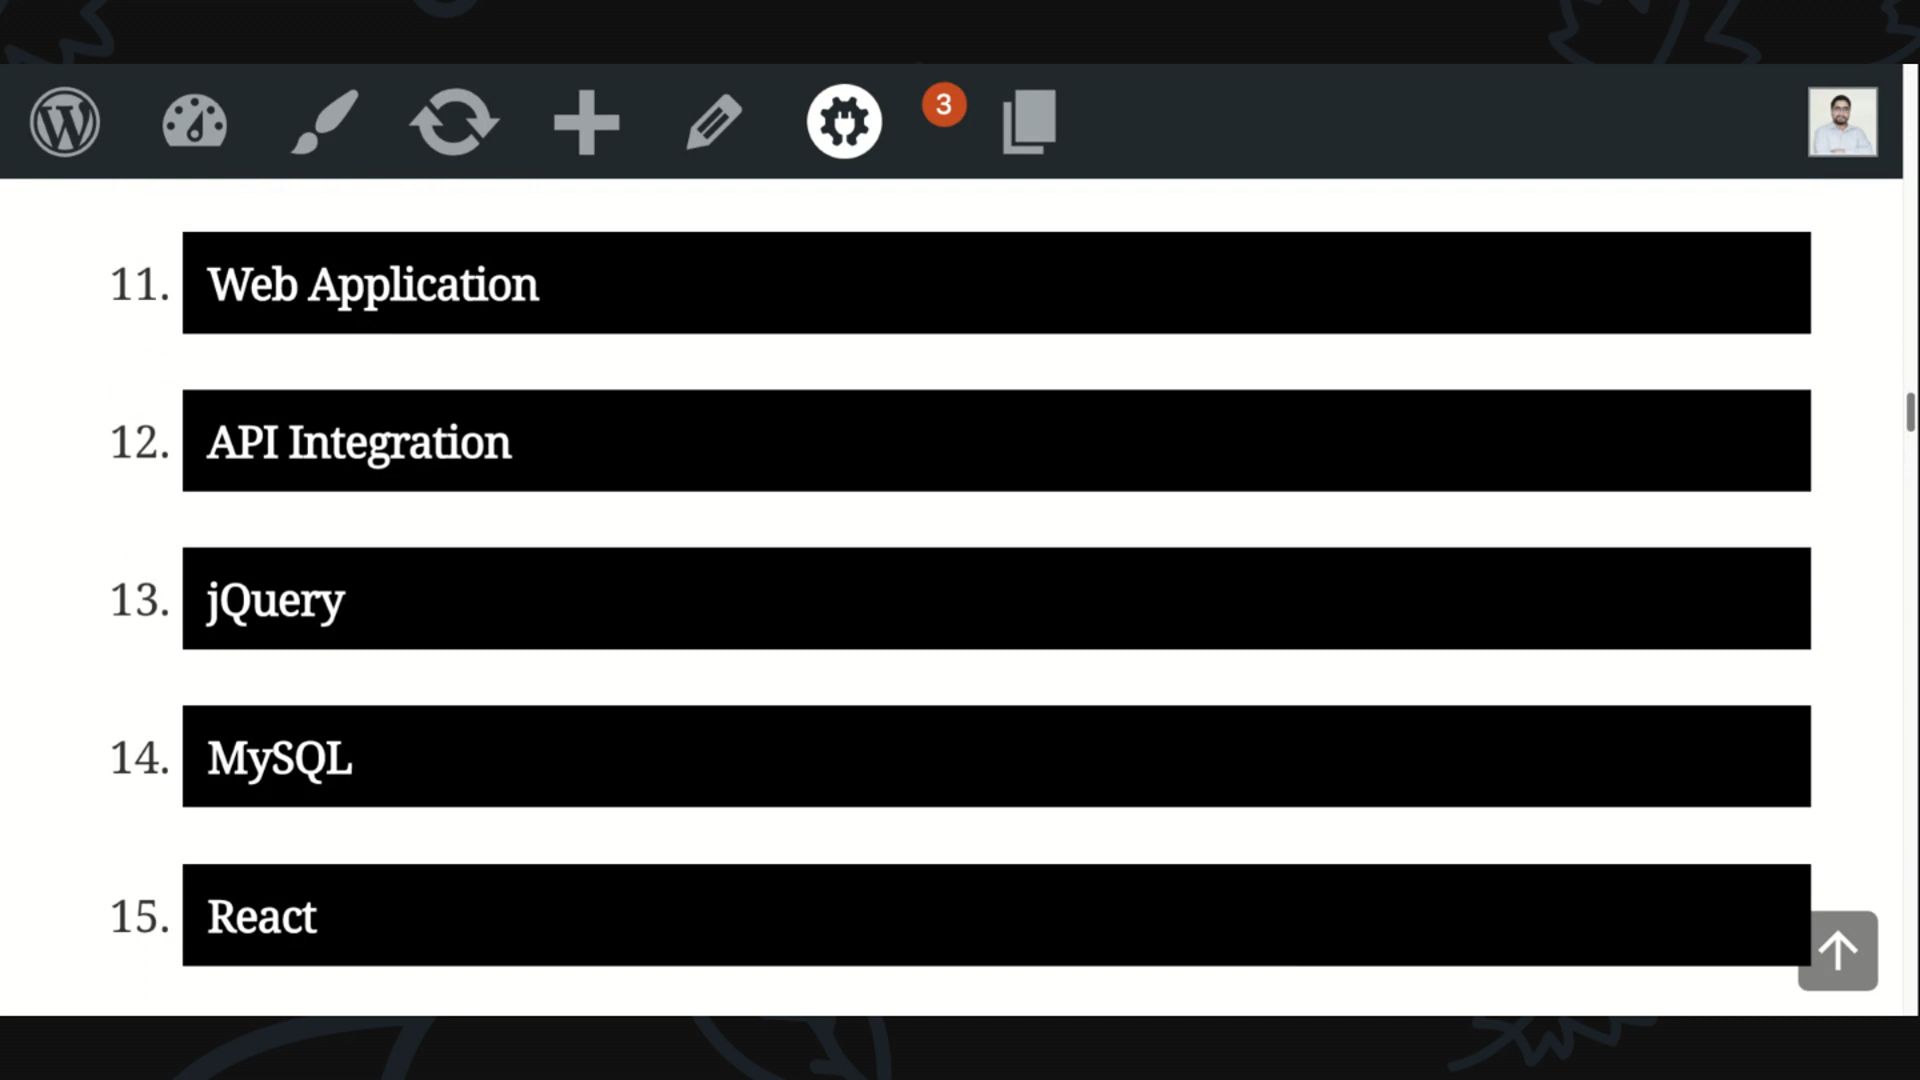 3
11. Web Application
12. API Integration
13. jQuery
14. MySQL
15. React